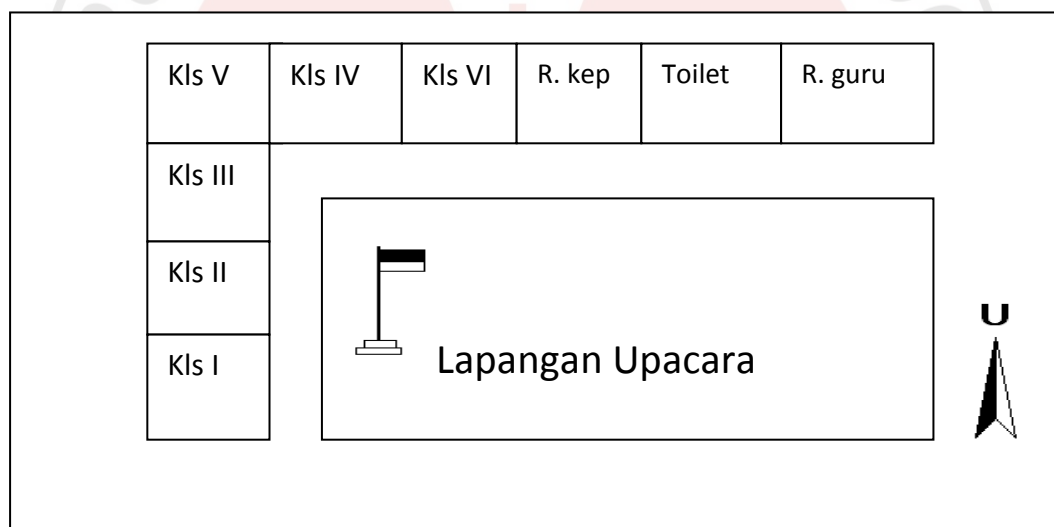 Kls V
Kls IV
Kls VI
R. kep
Toilet
R. guru
Kls III
Kls II
Kls I
Lapangan Upacara
U